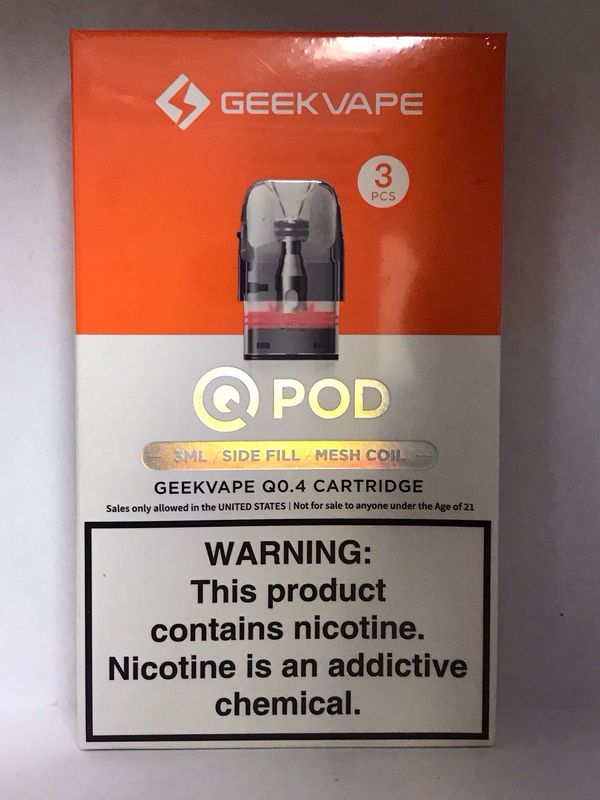 GEEKVAPE
3
PCS
Q POD
3ML / SIDE FILL / MESH COIL
GEEKVAPE Q0.4 CARTRIDGE
Sales only allowed in the UNITED STATES | Not for sale to anyone under the Age of 21
WARNING:
This product
contains nicotine.
Nicotine is an addictive
chemical.